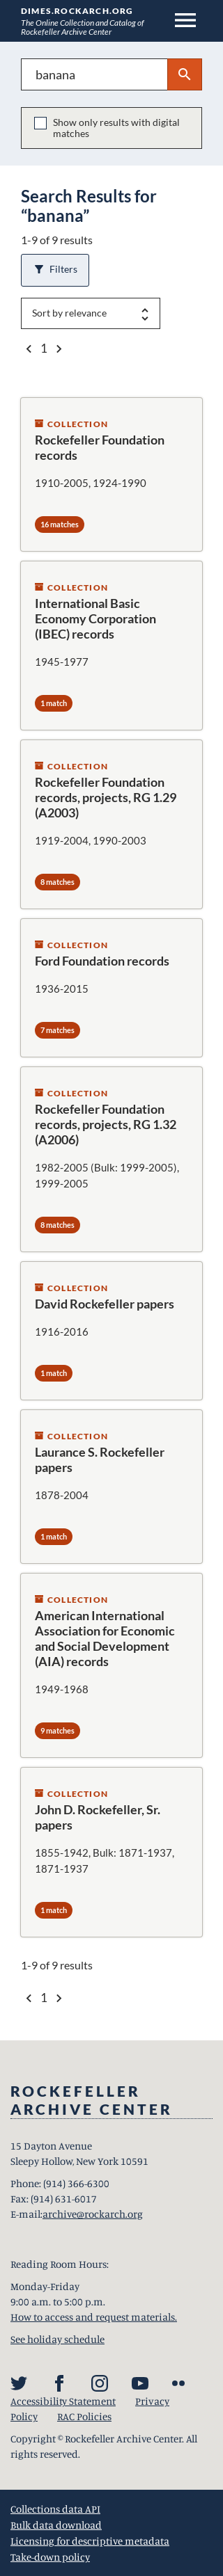 DIMES.ROCKARCH.ORG
The Online Collection and Catalog of
Rockefeller Archive Center
banana
Show only results with digital
matches
Search Results for
“banana”
1-9 of 9 results
Filters
Sort by relevance
1
COLLECTION
Rockefeller Foundation
records
1910-2005, 1924-1990
16 matches
COLLECTION
International Basic
Economy Corporation
(IBEC) records
1945-1977
1 match
COLLECTION
Rockefeller Foundation
records, projects, RG 1.29
(A2003)
1919-2004, 1990-2003
8 matches
COLLECTION
Ford Foundation records
1936-2015
7 matches
COLLECTION
Rockefeller Foundation
records, projects, RG 1.32
(A2006)
1982-2005 (Bulk: 1999-2005),
1999-2005
8 matches
COLLECTION
David Rockefeller papers
1916-2016
1 match
COLLECTION
Laurance S. Rockefeller
papers
1878-2004
1 match
COLLECTION
American International
Association for Economic
and Social Development
(AIA) records
1949-1968
9 matches
COLLECTION
John D. Rockefeller, Sr.
papers
1855-1942, Bulk: 1871-1937,
1871-1937
1 match
1-9 of 9 results
1
ROCKEFELLER
ARCHIVE CENTER
15 Dayton Avenue
Sleepy Hollow, New York 10591
Phone: (914) 366-6300
Fax: (914) 631-6017
E-mail:archive@rockarch.org
Reading Room Hours:
Monday-Friday
9:00 a.m. to 5:00 p.m.
How to access and request materials.
See holiday schedule
Accessibility Statement Privacy
Policy RAC Policies
Copyright © Rockefeller Archive Center. All
rights reserved.
Collections data API
Bulk data download
Licensing for descriptive metadata
Take-down policy